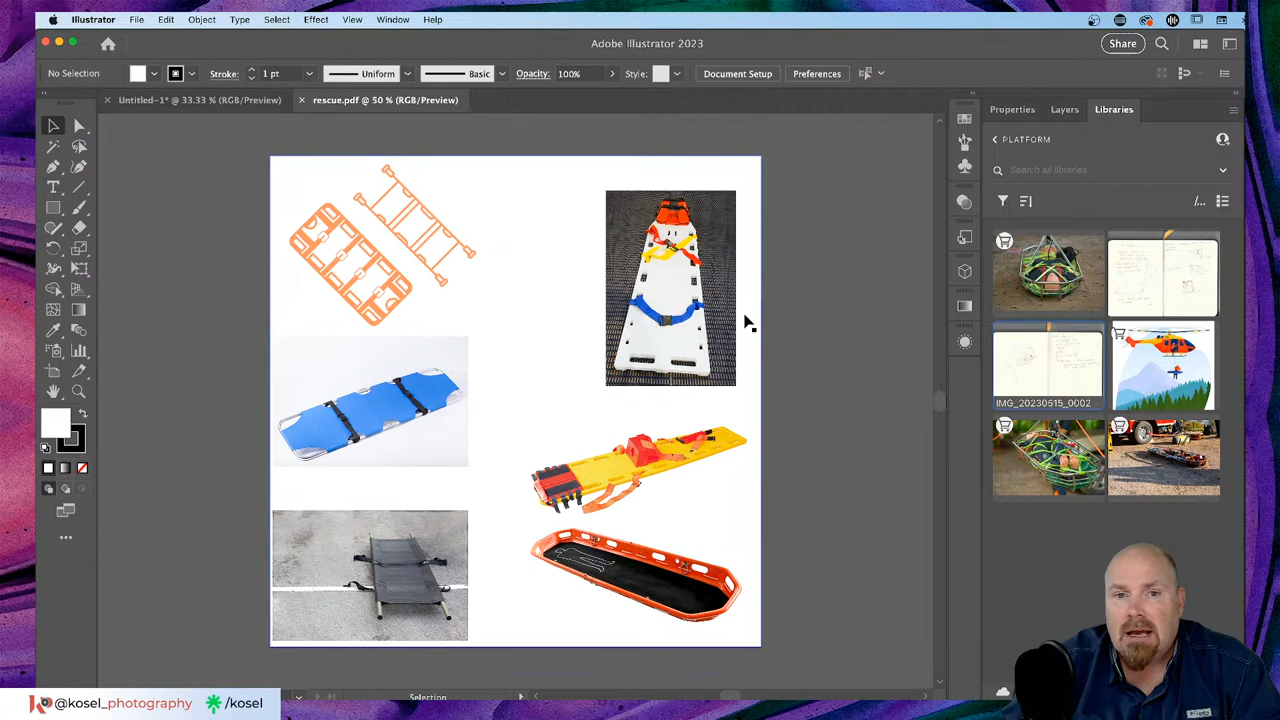 Illustrator File Edit Object Type Select Effect View Window Help
Adobe Illustrator 2023
Share
No Selection
Stroke: 1 pt
Uniform
Basic
Opacity: 100%
Style:
Document Setup
Preferences
Untitled-1* @ 33.33 % (RGB/Preview)
rescue.pdf @ 50 % (RGB/Preview)
Properties
Layers
Libraries
PLATFORM
Search all libraries
IMG_20230515_0002
Selection
@kosel_photography /kosel